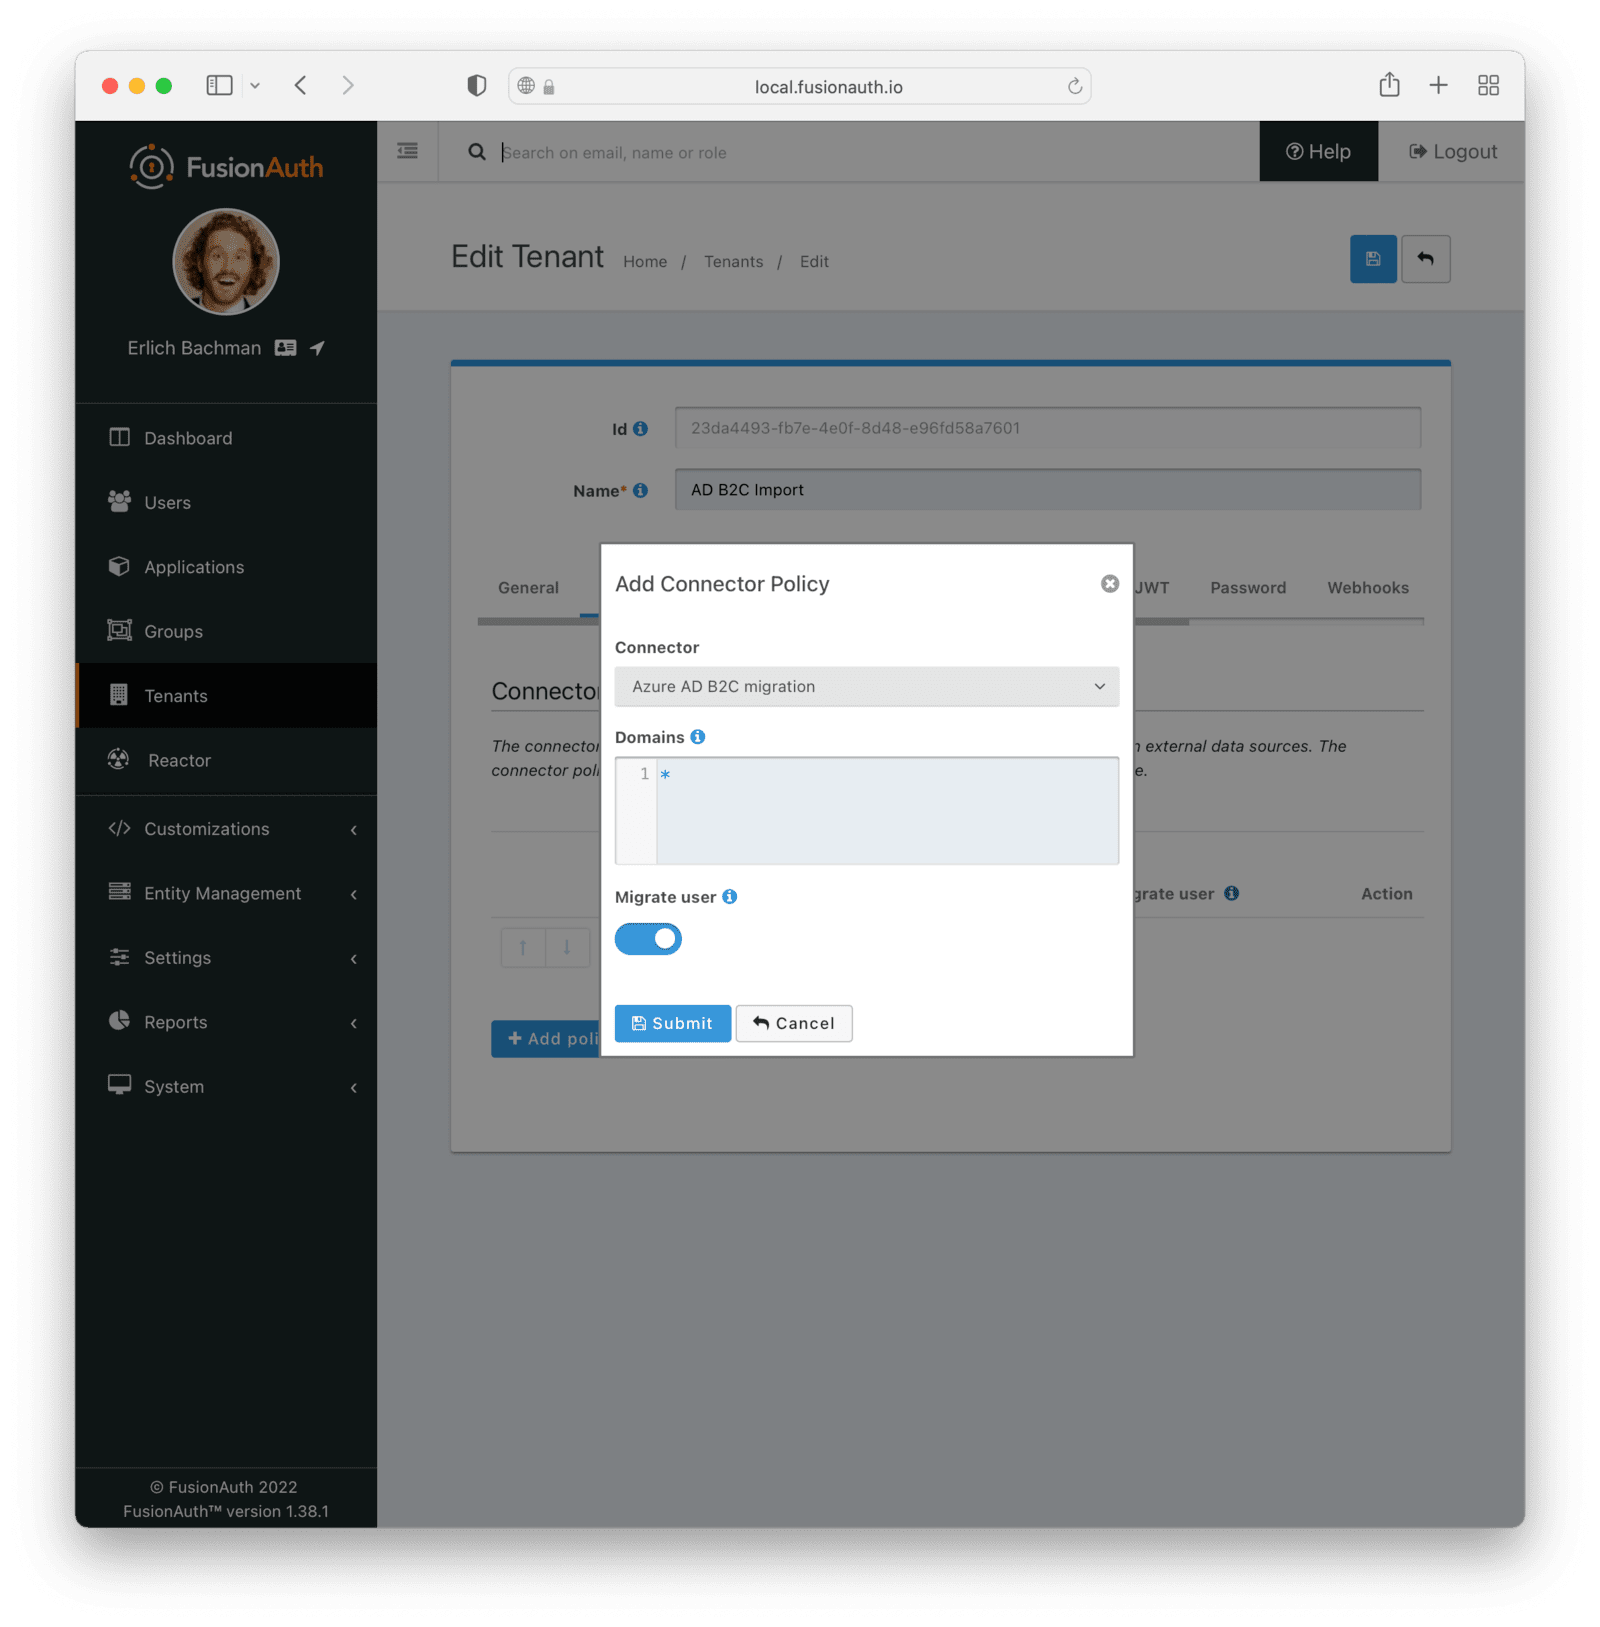 local.fusionauth.io
FusionAuth
Search on email, name or role
Help
Logout
Erlich Bachman
Edit Tenant
Home / Tenants / Edit
Dashboard
Users
Applications
Groups
Tenants
Reactor
Customizations
Entity Management
Settings
Reports
System
© FusionAuth 2022
FusionAuth™ version 1.38.1
Id
23da4493-fb7e-4e0f-8d48-e96fd58a7601
Name*
AD B2C Import
General
JWT
Password
Webhooks
Connector
The connector
external data sources. The
connector poli
e.
grate user
Action
Add poli
Add Connector Policy
Connector
Azure AD B2C migration
Domains
1 *
Migrate user
Submit
Cancel